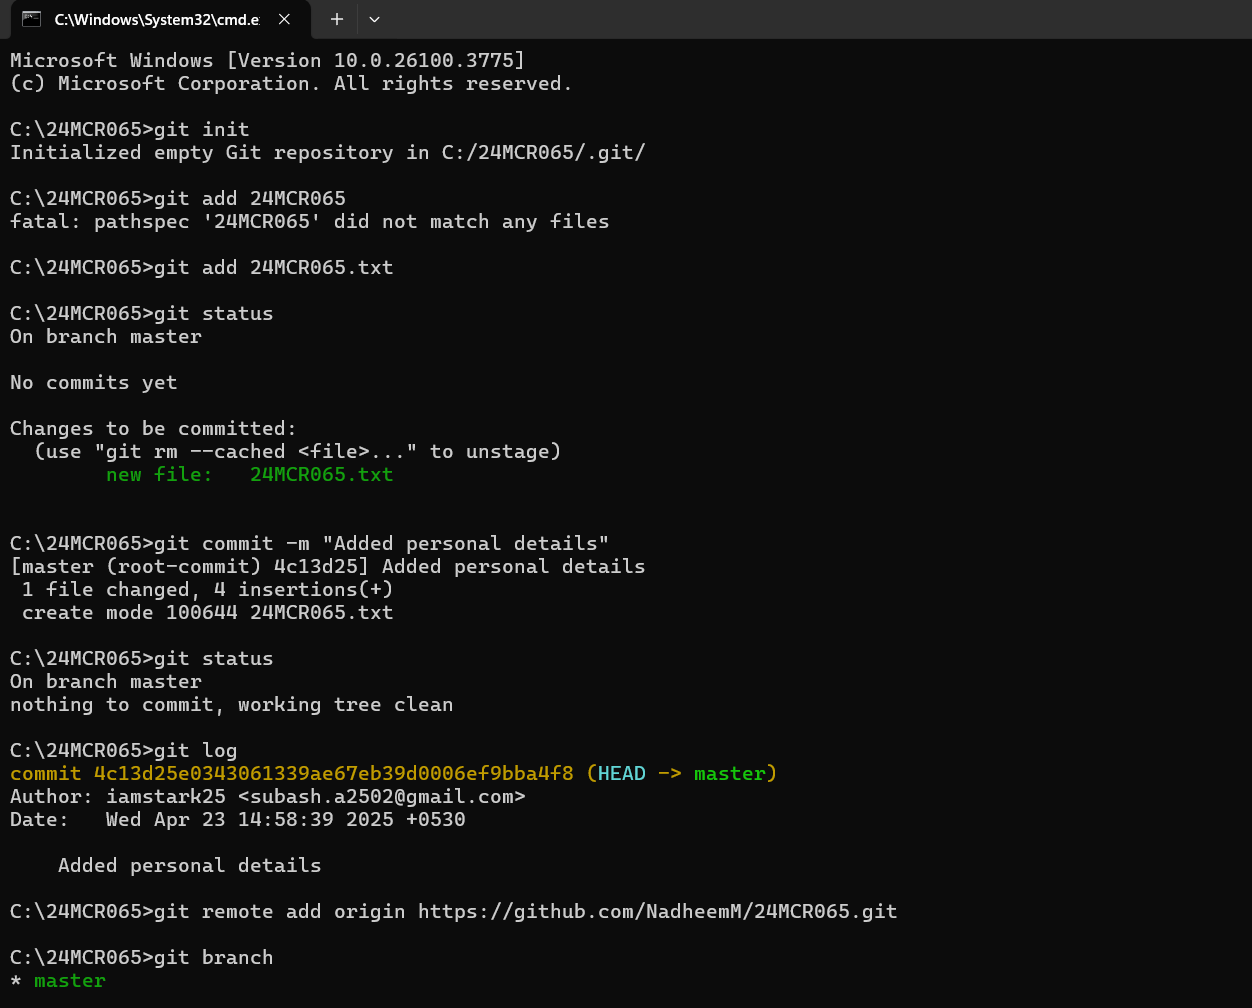 C:\Windows\System32\cmd.e
Microsoft Windows [Version 10.0.26100.3775]
(c) Microsoft Corporation. All rights reserved.
C:\24MCR065>git init
Initialized empty Git repository in C:/24MCR065/.git/
C:\24MCR065>git add 24MCR065
fatal: pathspec '24MCR065' did not match any files
C:\24MCR065>git add 24MCR065.txt
C:\24MCR065>git status
On branch master
No commits yet
Changes to be committed:
  (use "git rm --cached <file>..." to unstage)
        new file:   24MCR065.txt
C:\24MCR065>git commit -m "Added personal details"
[master (root-commit) 4c13d25] Added personal details
 1 file changed, 4 insertions(+)
 create mode 100644 24MCR065.txt
C:\24MCR065>git status
On branch master
nothing to commit, working tree clean
C:\24MCR065>git log
commit 4c13d25e0343061339ae67eb39d0006ef9bba4f8 (HEAD -> master)
Author: iamstark25 <subash.a2502@gmail.com>
Date:   Wed Apr 23 14:58:39 2025 +0530
    Added personal details
C:\24MCR065>git remote add origin https://github.com/NadheemM/24MCR065.git
C:\24MCR065>git branch
* master